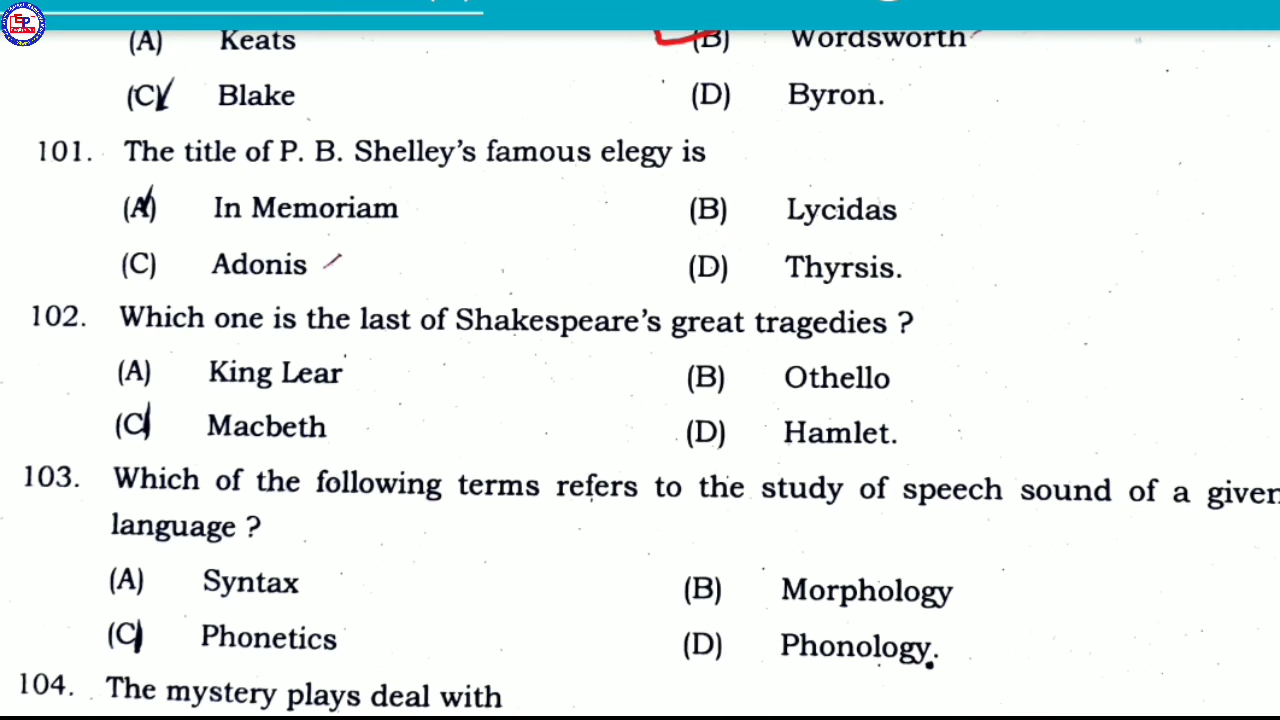 EP
(A) Keats (B) Wordsworth
(C) Blake (D) Byron.
101. The title of P. B. Shelley's famous elegy is
(A) In Memoriam (B) Lycidas
(C) Adonis (D) Thyrsis.
102. Which one is the last of Shakespeare's great tragedies ?
(A) King Lear (B) Othello
(C) Macbeth (D) Hamlet.
103. Which of the following terms refers to the study of speech sound of a given
language ?
(A) Syntax (B) Morphology
(C) Phonetics (D) Phonology.
104. The mystery plays deal with